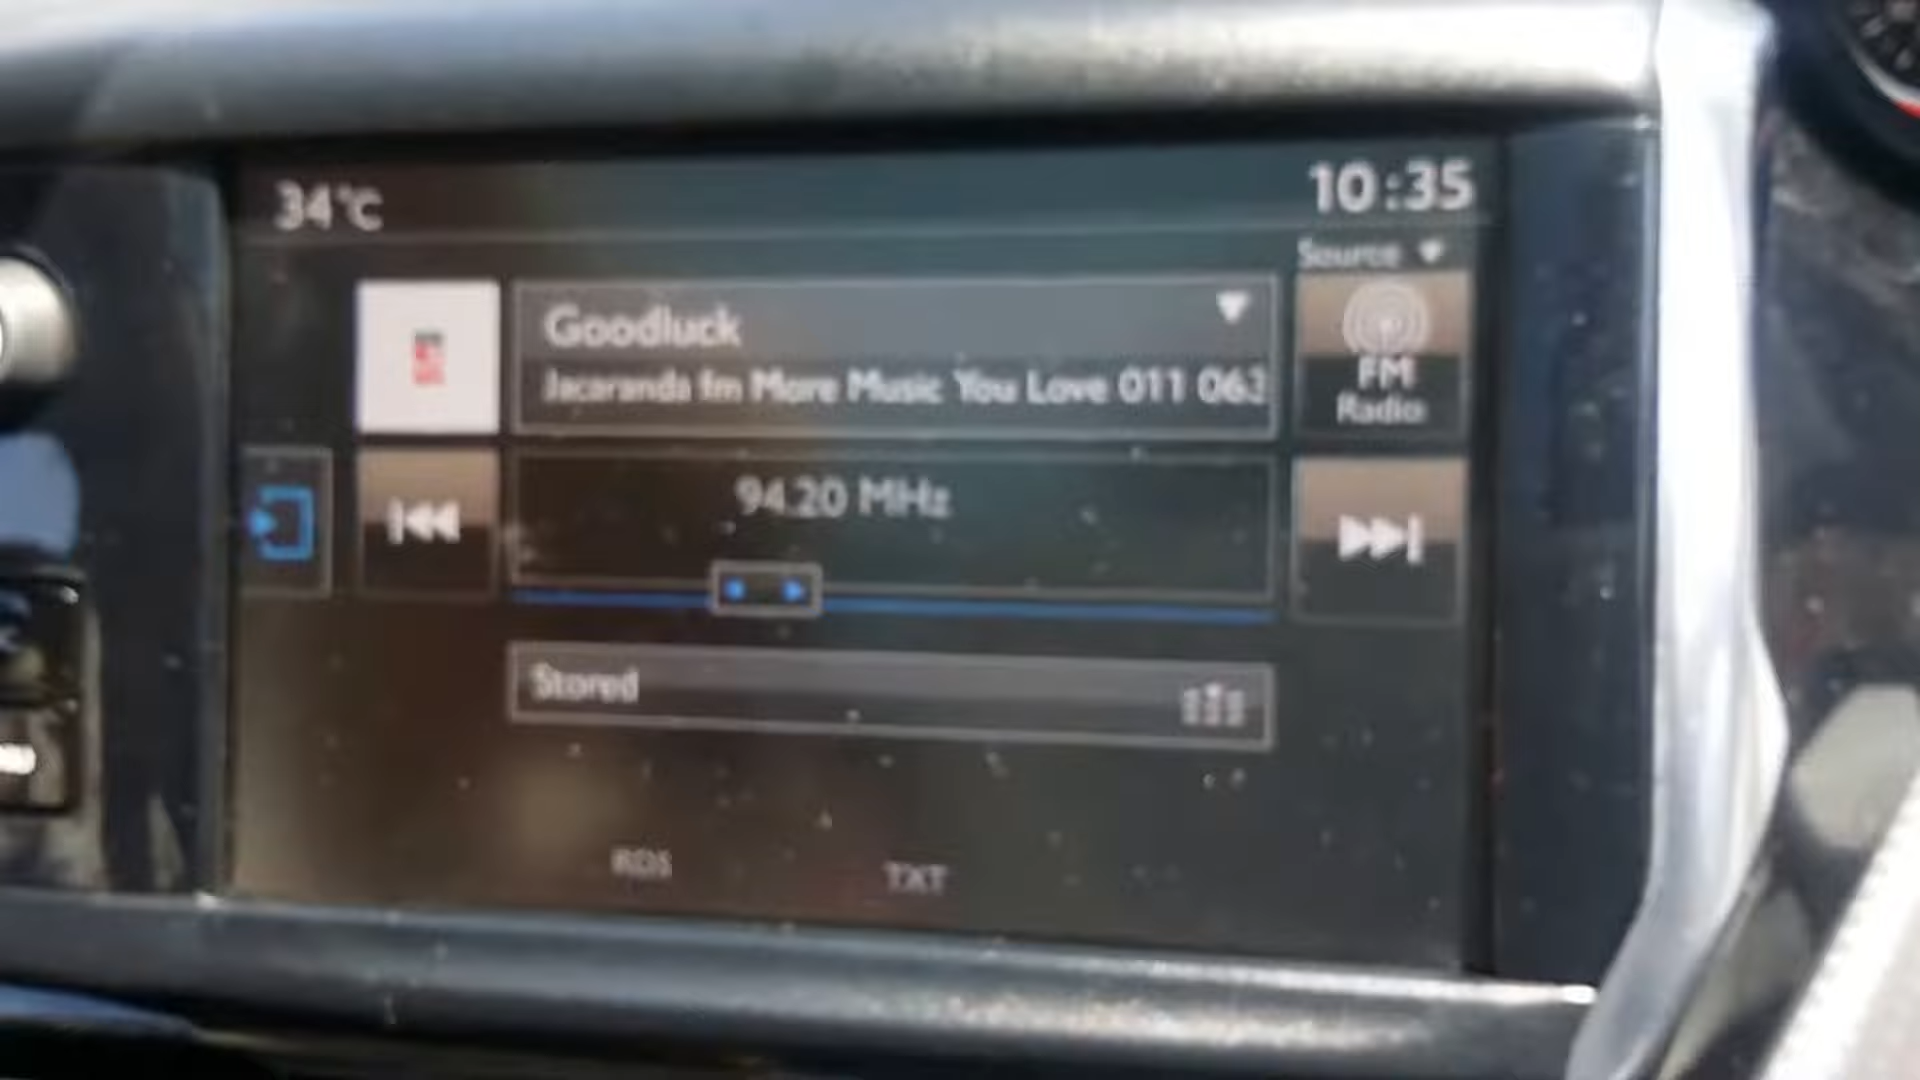 34°C
10:35
Source
Goodluck
Jacaranda fm More Music You Love 011 063
FM
Radio
94.20 MHz
Stored
RDS
TXT